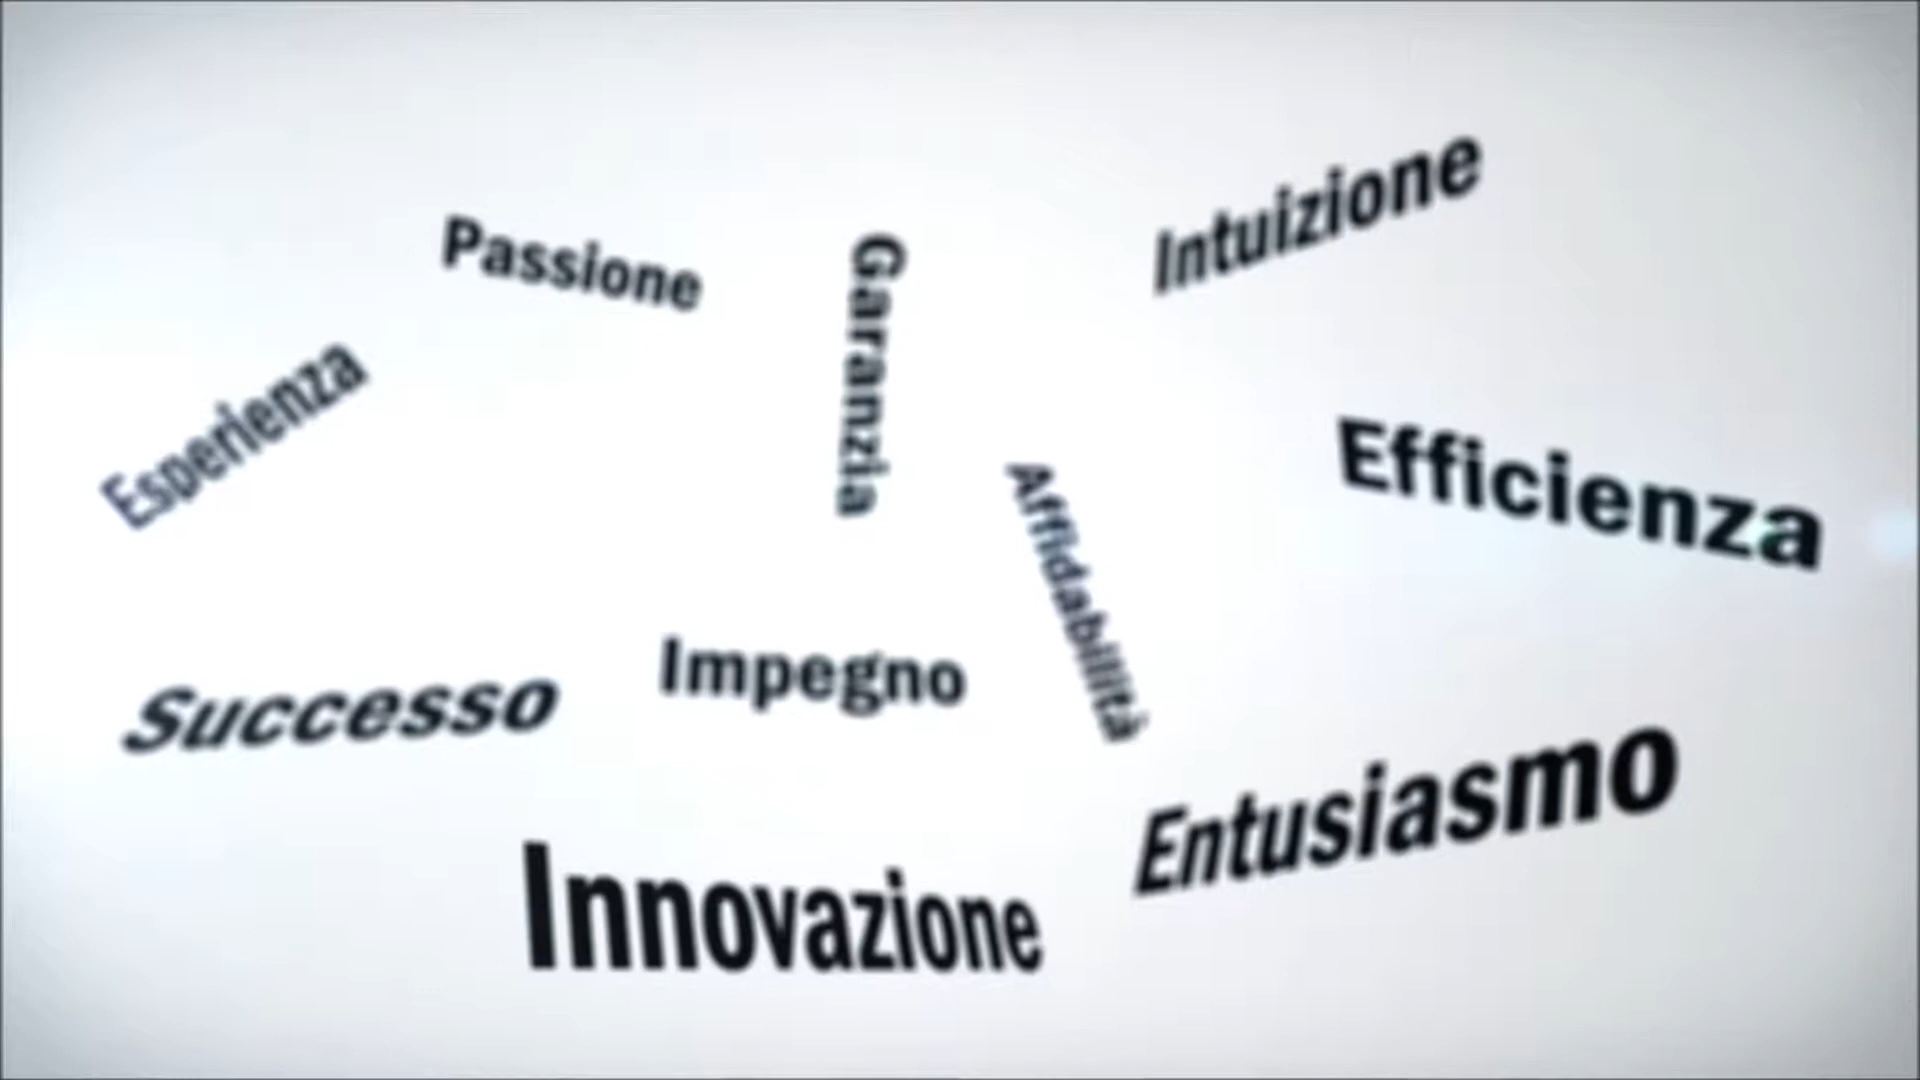 Intuizione
Passione
Garanzia
Esperienza
Efficienza
Affidabilità
Impegno
Successo
Entusiasmo
Innovazione